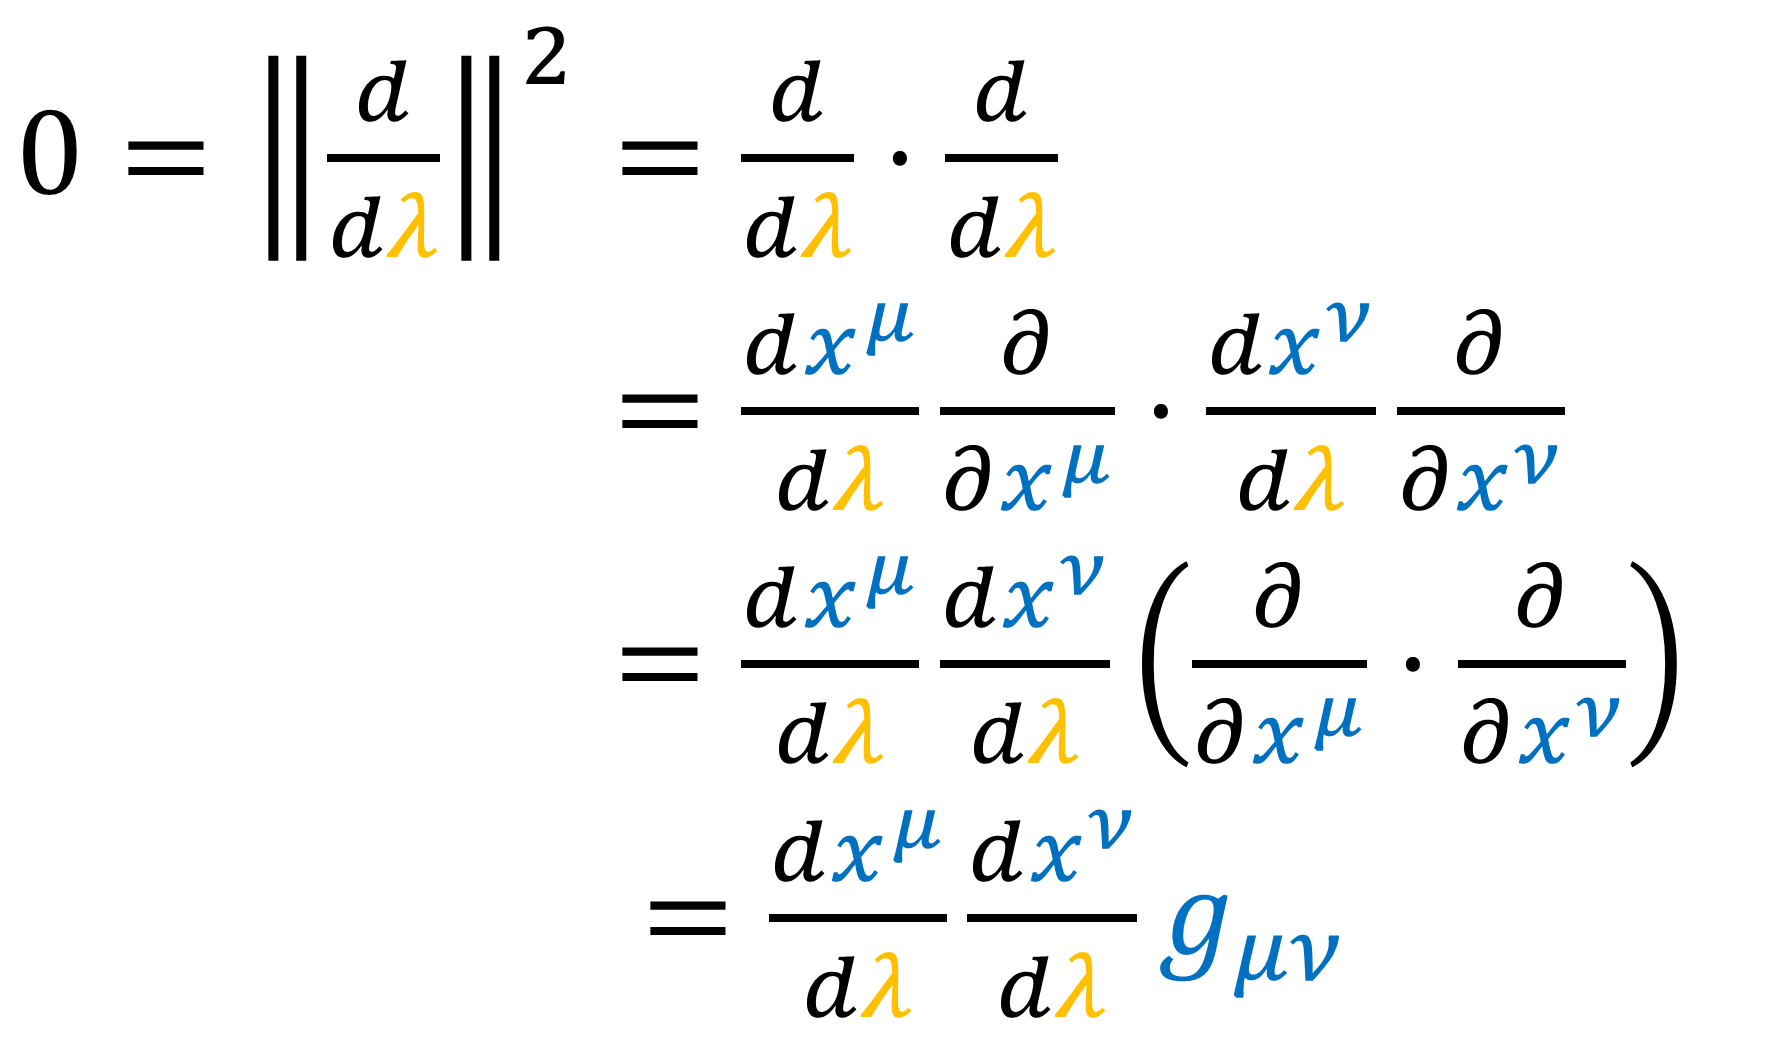 0 = ‖d/dλ‖² = d/dλ · d/dλ
= dx^μ/dλ ∂/∂x^μ · dx^ν/dλ ∂/∂x^ν
= dx^μ/dλ dx^ν/dλ (∂/∂x^μ · ∂/∂x^ν)
= dx^μ/dλ dx^ν/dλ g_μν